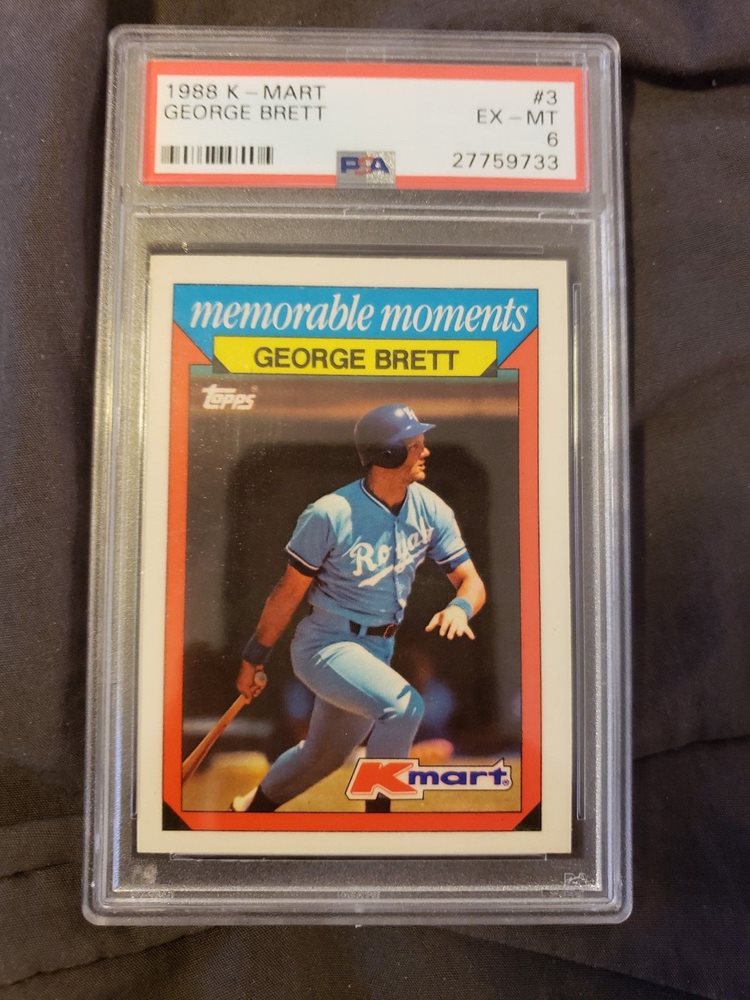 1988 K-MART #3
GEORGE BRETT EX-MT
6
PSA 27759733
memorable moments
GEORGE BRETT
topps®
Royals
Kmart®